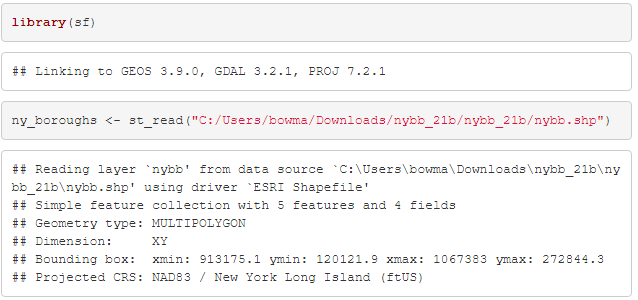 library(sf)
## Linking to GEOS 3.9.0, GDAL 3.2.1, PROJ 7.2.1
ny_boroughs <- st_read("C:/Users/bowma/Downloads/nybb_21b/nybb_21b/nybb.shp")
## Reading layer `nybb' from data source `C:\Users\bowma\Downloads\nybb_21b\ny
bb_21b\nybb.shp' using driver `ESRI Shapefile'
## Simple feature collection with 5 features and 4 fields
## Geometry type: MULTIPOLYGON
## Dimension:     XY
## Bounding box:  xmin: 913175.1 ymin: 120121.9 xmax: 1067383 ymax: 272844.3
## Projected CRS: NAD83 / New York Long Island (ftUS)